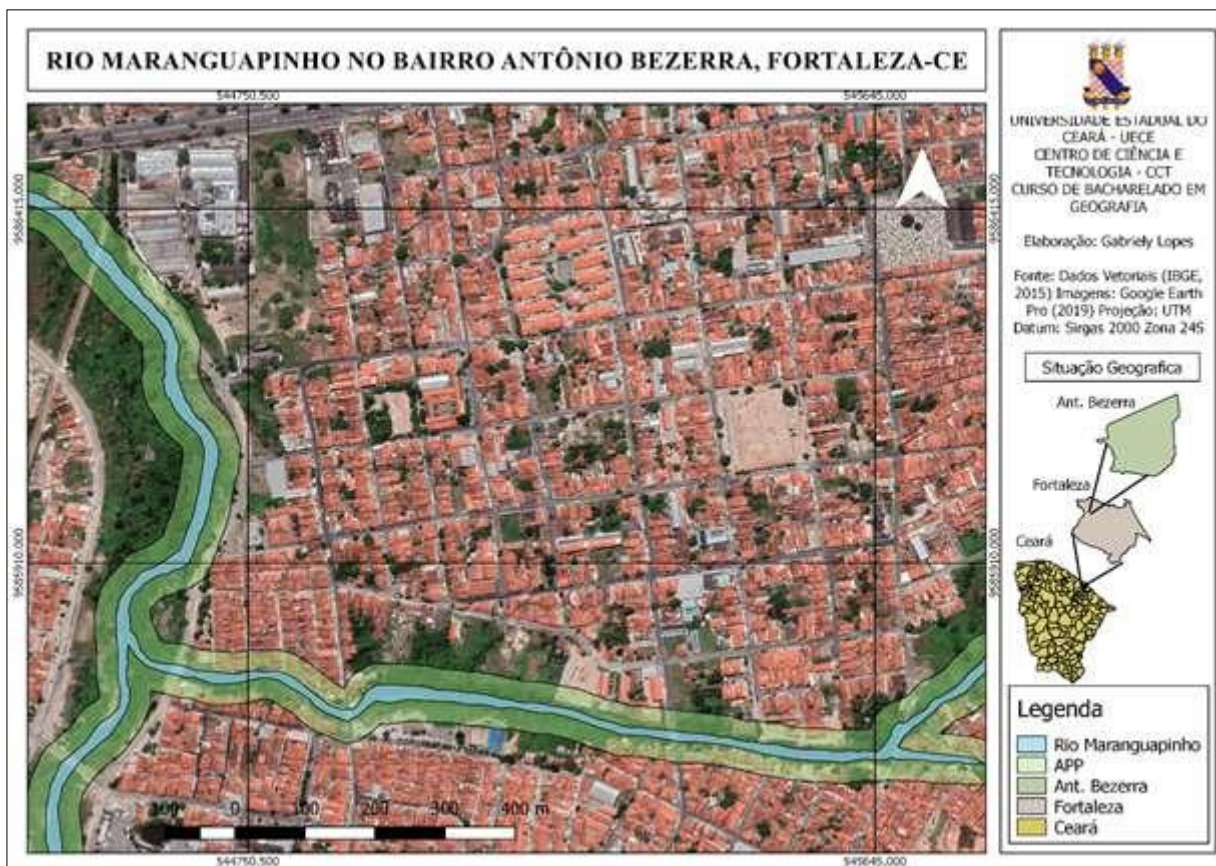 RIO MARANGUAPINHO NO BAIRRO ANTÔNIO BEZERRA, FORTALEZA-CE
544750.500
545645.000
9586415.000
9586415.000
9585910.000
9585910.000
100 0 100 200 300 400 m
544750.500
545645.000
UNIVERSIDADE ESTADUAL DO
CEARÁ - UECE
CENTRO DE CIÊNCIA E
TECNOLOGIA - CCT
CURSO DE BACHARELADO EM
GEOGRAFIA
Elaboração: Gabriely Lopes
Fonte: Dados Vetoriais (IBGE,
2015) Imagens: Google Earth
Pro (2019) Projeção: UTM
Datum: Sirgas 2000 Zona 24S
Situação Geografica
Ant. Bezerra
Fortaleza
Ceará
Legenda
Rio Maranguapinho
APP
Ant. Bezerra
Fortaleza
Ceará